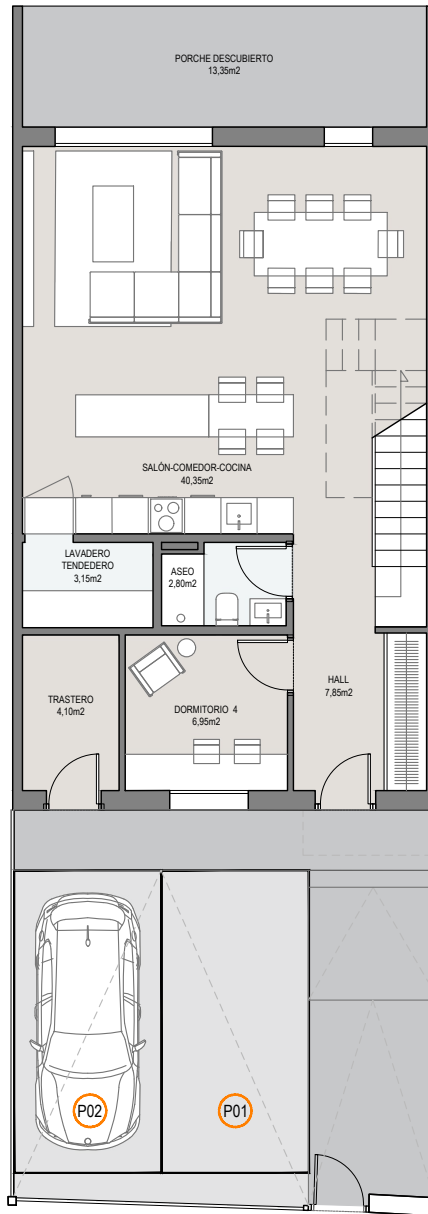 PORCHE DESCUBIERTO
13,35m2
SALÓN-COMEDOR-COCINA
40,35m2
LAVADERO
TENDEDERO
3,15m2
ASEO
2,80m2
TRASTERO
4,10m2
DORMITORIO 4
6,95m2
HALL
7,85m2
P02
P01